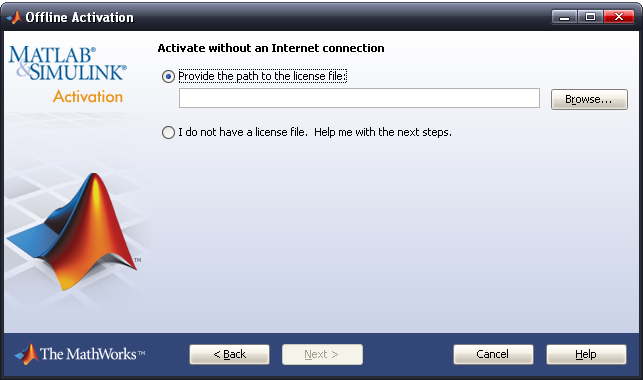 Offline Activation
MATLAB®
&SIMULINK®
Activation
Activate without an Internet connection
Provide the path to the license file:
Browse...
I do not have a license file. Help me with the next steps.
TM
The MathWorks™
< Back
Next >
Cancel
Help